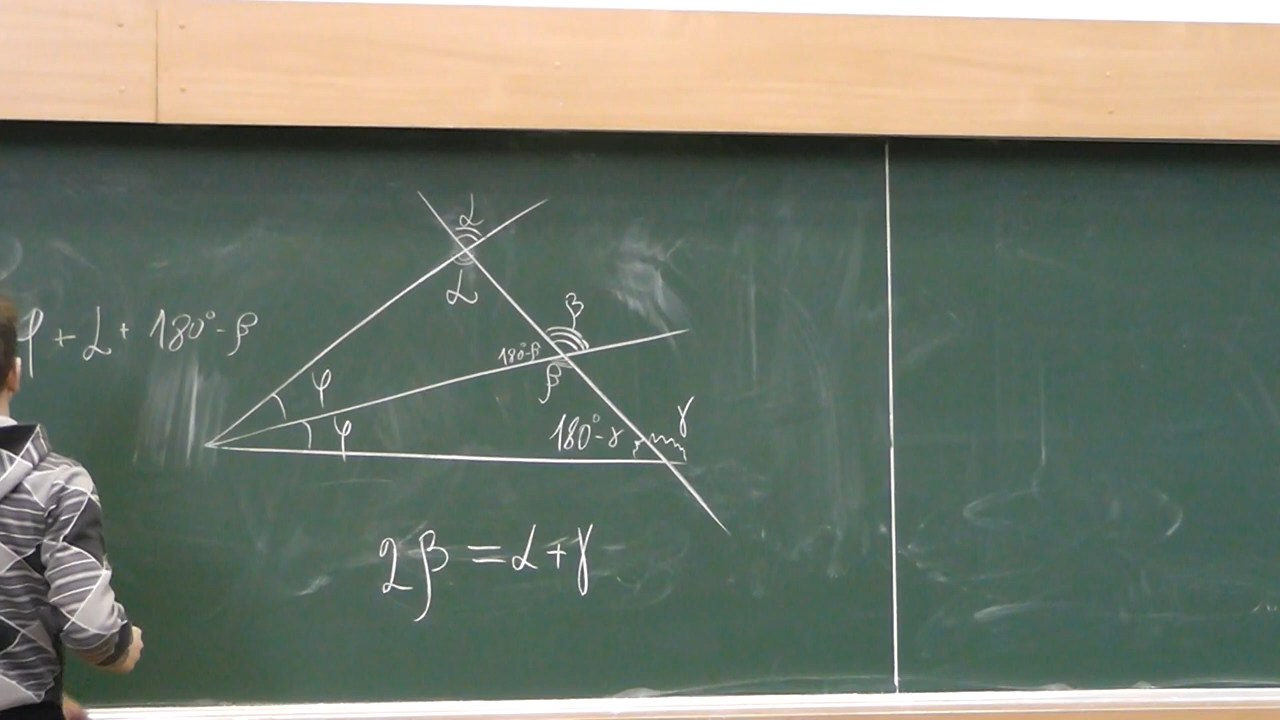 α
α
φ + α + 180° - β
β
180° - β
β
φ
φ
180° - γ
γ
2β = α + γ